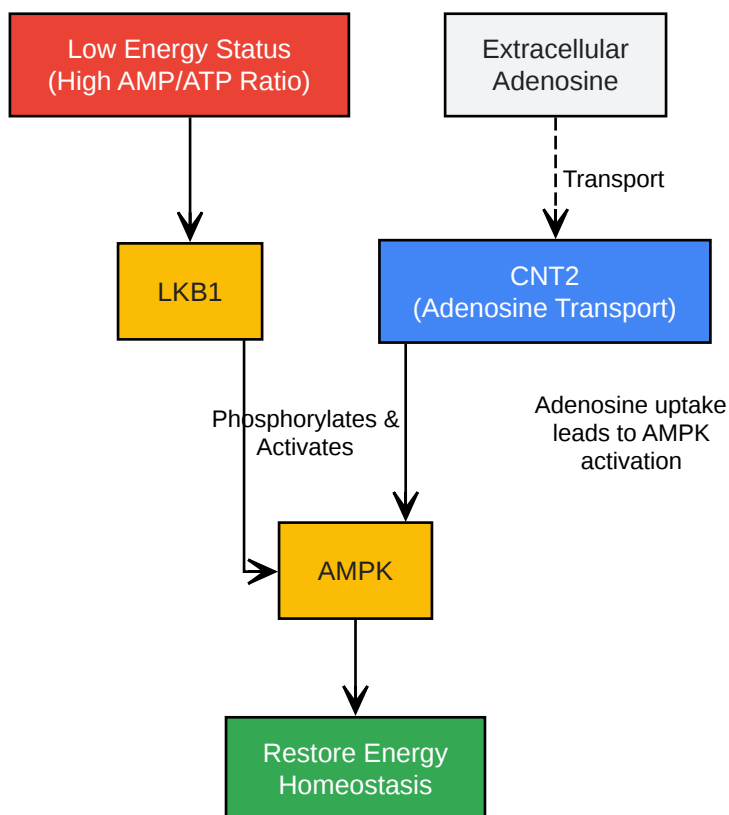 Low Energy Status
(High AMP/ATP Ratio)
Extracellular
Adenosine
Transport
LKB1
CNT2
(Adenosine Transport)
Phosphorylates &
Activates
Adenosine uptake
leads to AMPK
activation
AMPK
Restore Energy
Homeostasis